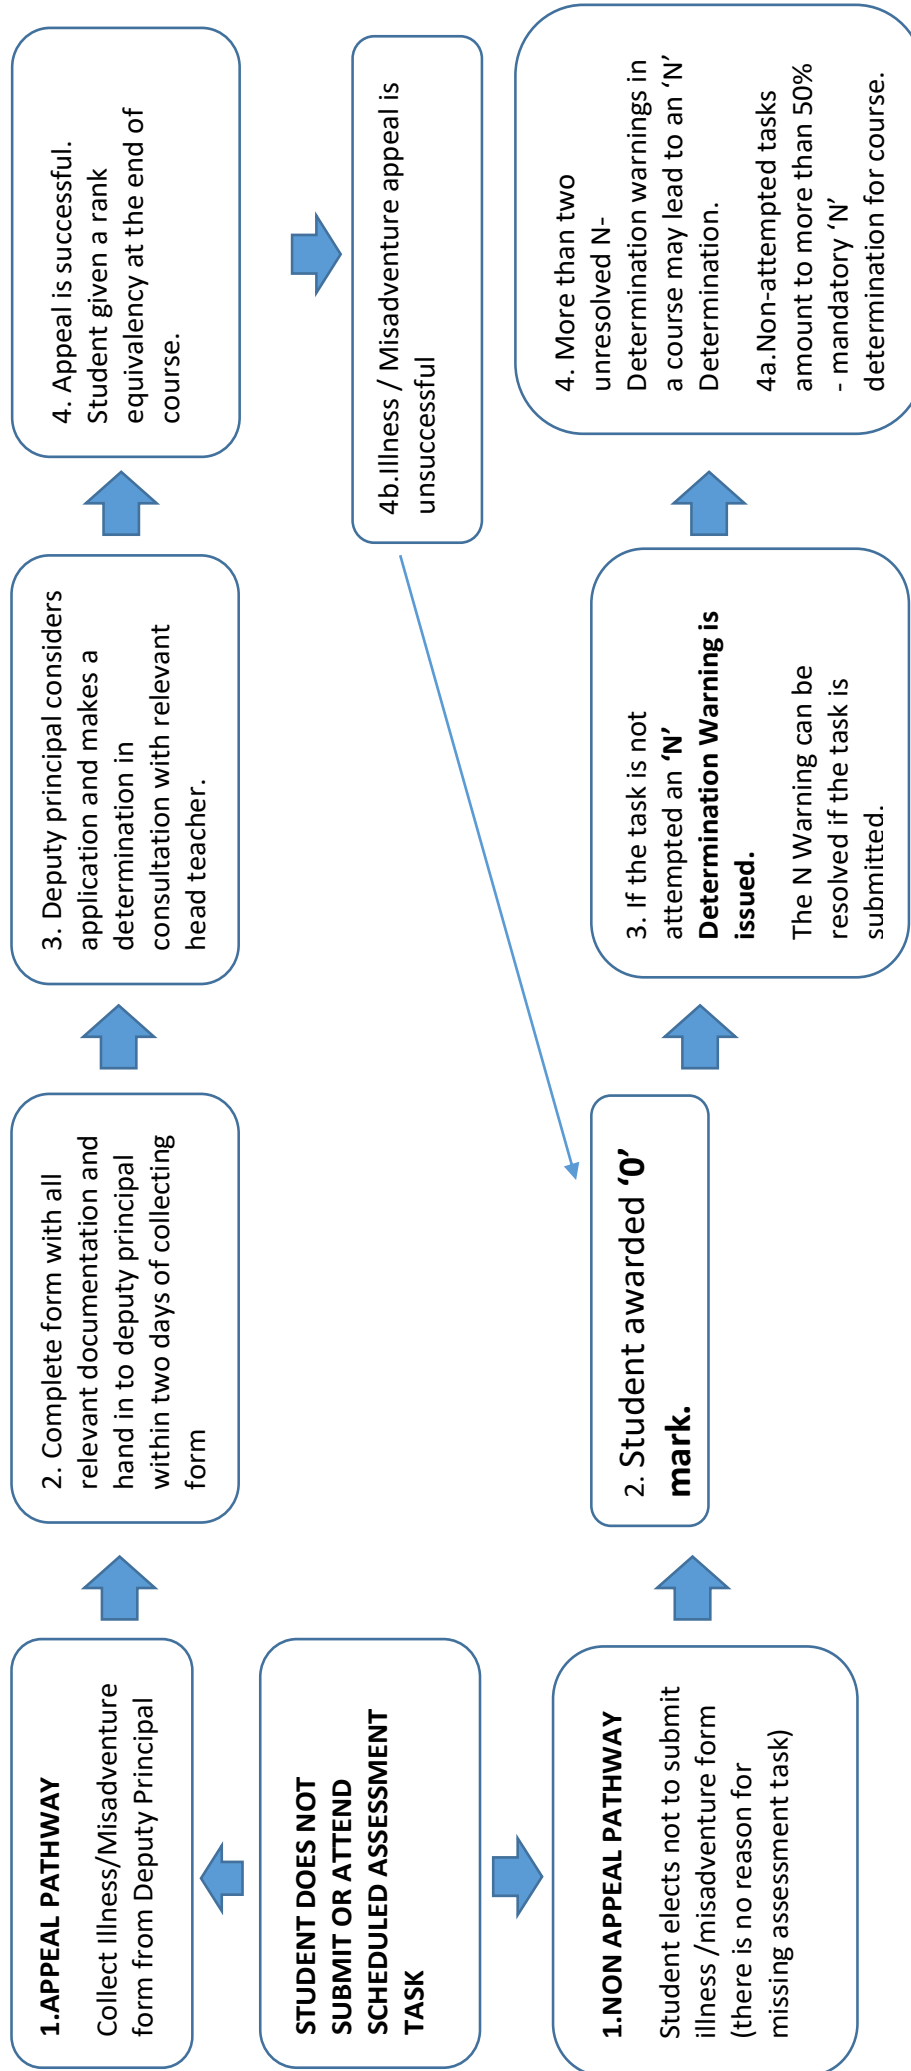 1.APPEAL PATHWAY
Collect Illness/Misadventure
form from Deputy Principal
2. Complete form with all
relevant documentation and
hand in to deputy principal
within two days of collecting
form
3. Deputy principal considers
application and makes a
determination in
consultation with relevant
head teacher.
4. Appeal is successful.
Student given a rank
equivalency at the end of
course.
STUDENT DOES NOT
SUBMIT OR ATTEND
SCHEDULED ASSESSMENT
TASK
4b.Illness / Misadventure appeal is
unsuccessful
1.NON APPEAL PATHWAY
Student elects not to submit
illness /misadventure form
(there is no reason for
missing assessment task)
2. Student awarded ‘0’
mark.
3. If the task is not
attempted an ‘N’
Determination Warning is
issued.
The N Warning can be
resolved if the task is
submitted.
4. More than two
unresolved N-
Determination warnings in
a course may lead to an ‘N’
Determination.
4a.Non-attempted tasks
amount to more than 50%
- mandatory ‘N’
determination for course.